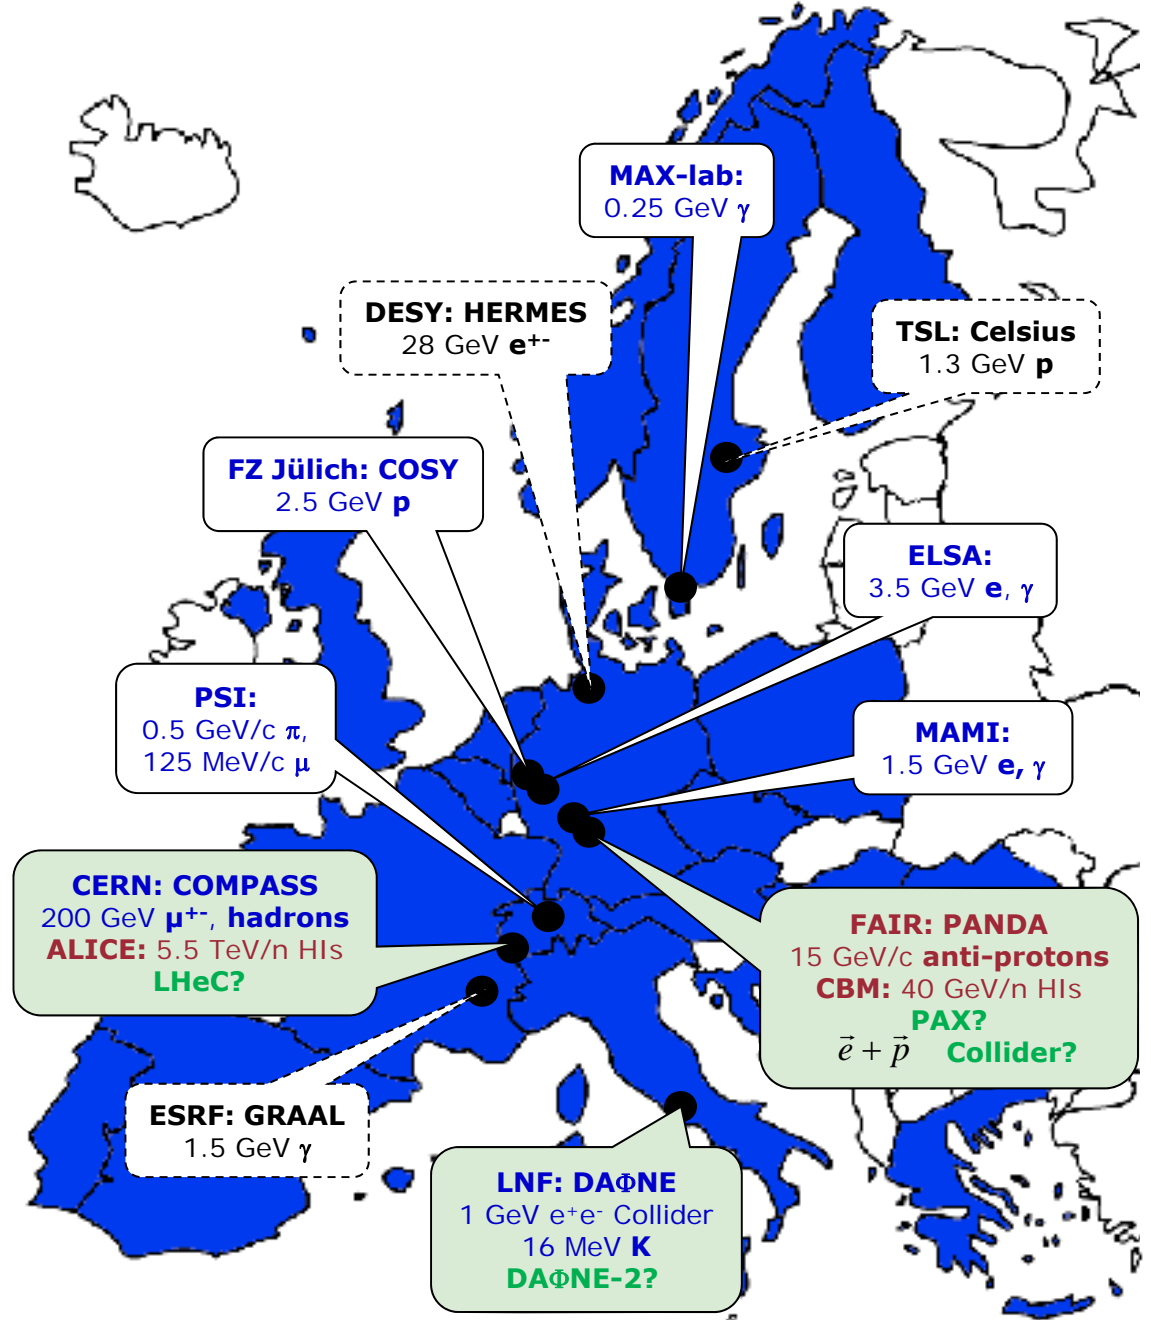 MAX-lab:
0.25 GeV γ
DESY: HERMES
28 GeV e⁺⁻
TSL: Celsius
1.3 GeV p
FZ Jülich: COSY
2.5 GeV p
ELSA:
3.5 GeV e, γ
PSI:
0.5 GeV/c π,
125 MeV/c μ
MAMI:
1.5 GeV e, γ
CERN: COMPASS
200 GeV μ⁺⁻, hadrons
ALICE: 5.5 TeV/n HIs
LHeC?
FAIR: PANDA
15 GeV/c anti-protons
CBM: 40 GeV/n HIs
PAX?
e⃗ + p⃗ Collider?
ESRF: GRAAL
1.5 GeV γ
LNF: DAΦNE
1 GeV e⁺e⁻ Collider
16 MeV K
DAΦNE-2?